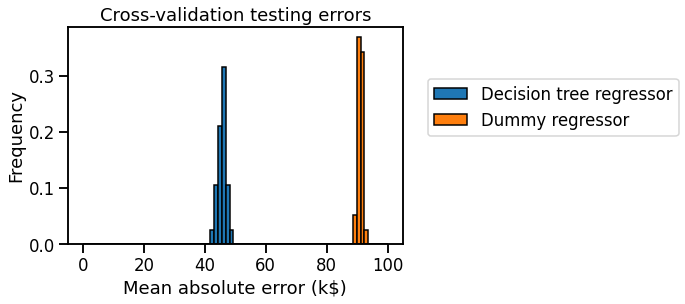 Cross-validation testing errors
Frequency
0.3
0.2
0.1
0.0
0 20 40 60 80 100
Mean absolute error (k$)
Decision tree regressor
Dummy regressor